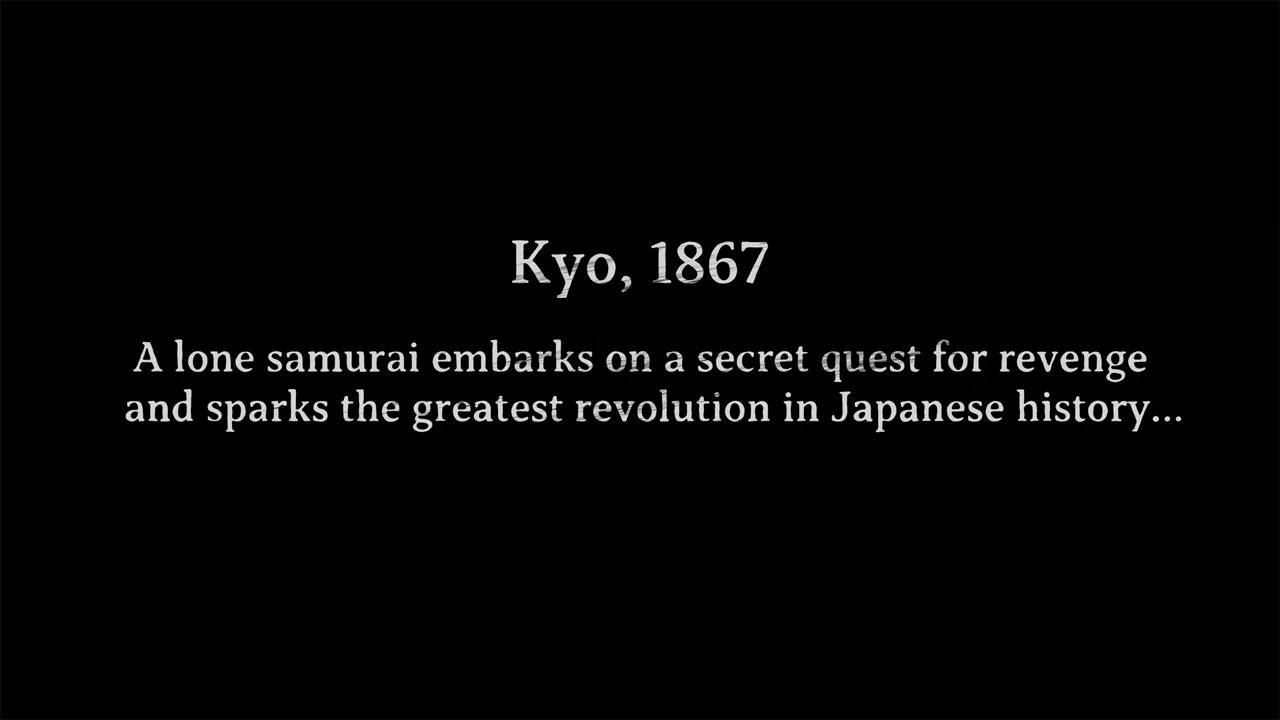 Kyo, 1867
A lone samurai embarks on a secret quest for revenge
and sparks the greatest revolution in Japanese history...